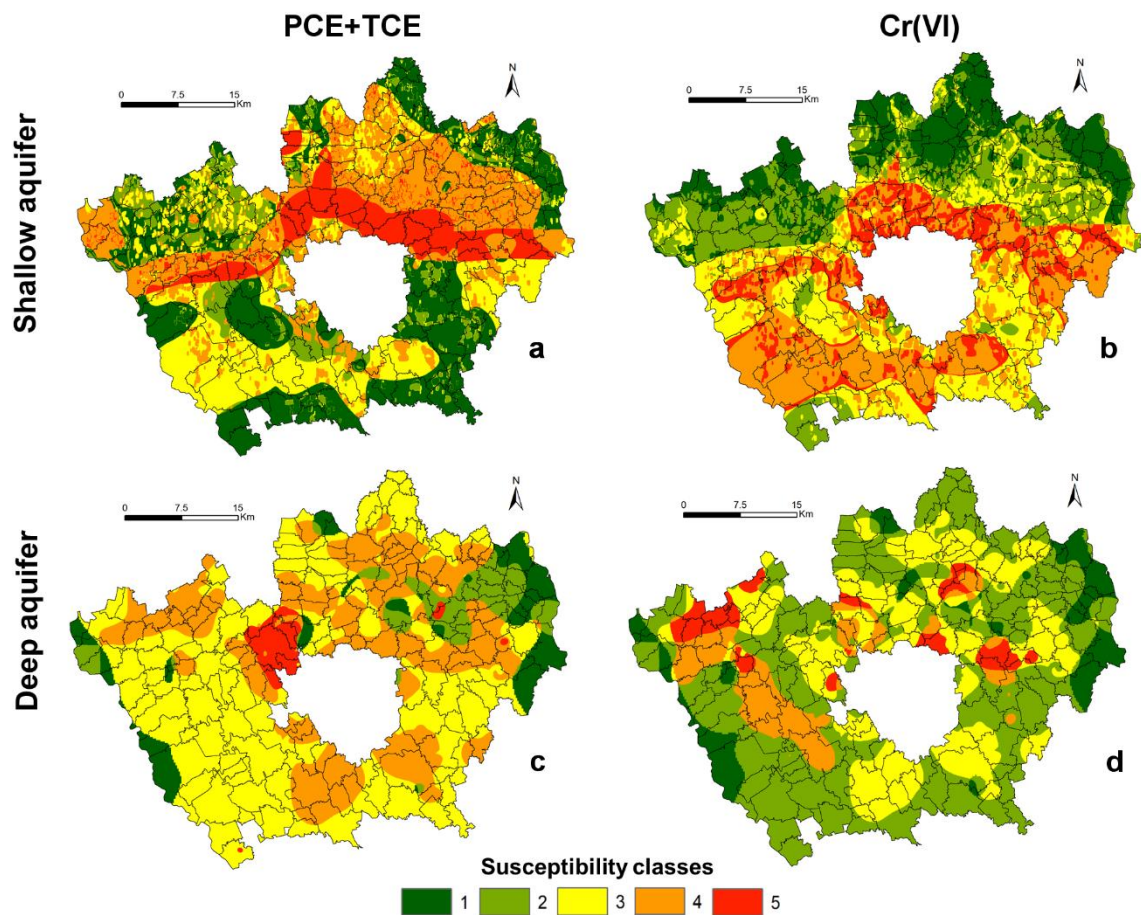 PCE+TCE
Cr(VI)
Shallow aquifer
0 7.5 15
Km
N
a
0 7.5 15
Km
N
b
Deep aquifer
0 7.5 15
Km
N
c
0 7.5 15
Km
N
d
Susceptibility classes
1 2 3 4 5